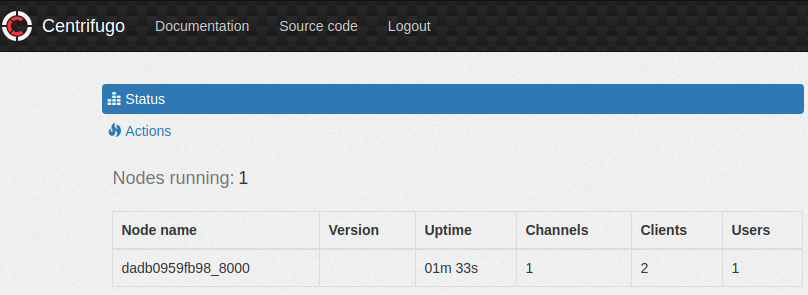 Centrifugo Documentation Source code Logout
Status
Actions
Nodes running: 1
Node name Version Uptime Channels Clients Users
dadb0959fb98_8000 01m 33s 1 2 1